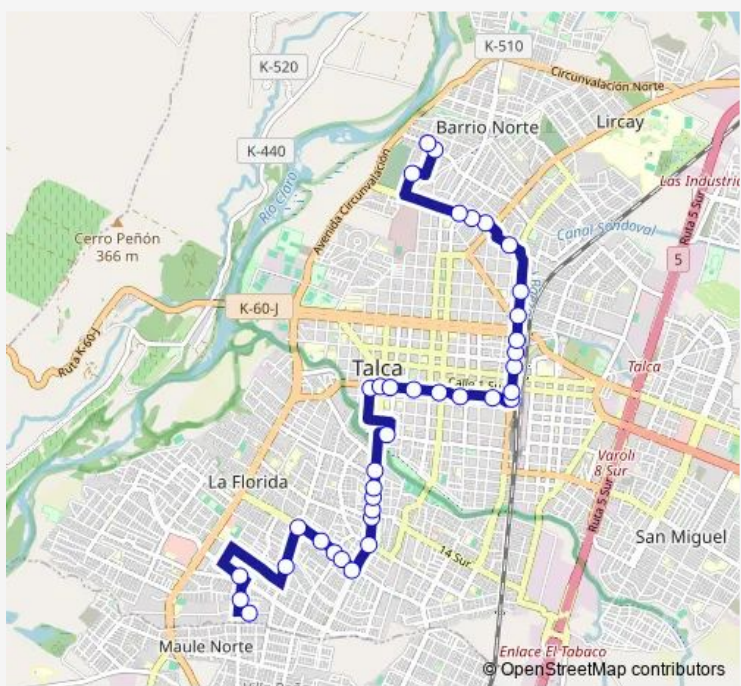 K-510
K-520
Circunvalación Norte
Barrio Norte
Lircay
K-440
Avenida Circunvalación
Río Claro
Las Industria
Ruta 5 Sur
Canal Sandoval
Cerro Peñón
366 m
5
K-60-J
Ruta K-60-J
Talca
Talca
Calle 1 Su
Varoli
8 Sur
La Florida
Ruta 5 Sur
San Miguel
14 Sur
Maule Norte
Enlace El Tabaco
© OpenStreetMap contributors